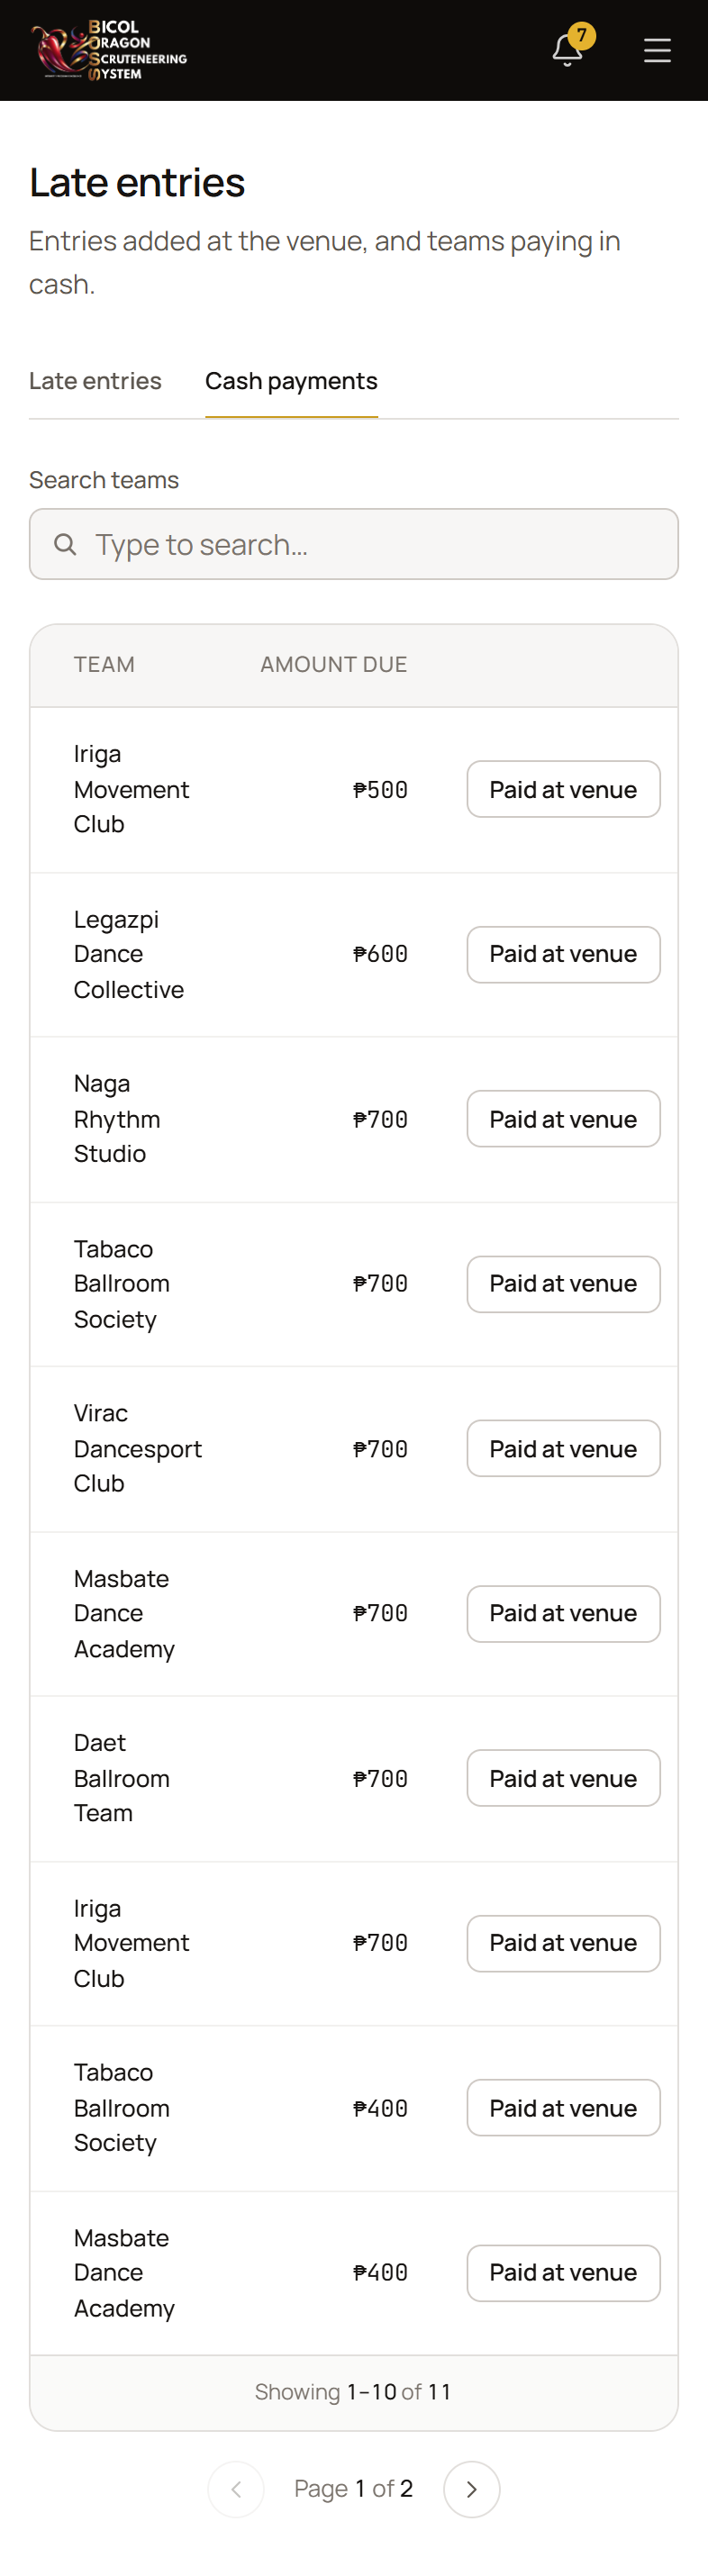 BICOL
DRAGON
SCRUTENEERING
SYSTEM
7
Late entries
Entries added at the venue, and teams paying in
cash.
Late entries Cash payments
Search teams
Type to search...
TEAM AMOUNT DUE
Iriga
Movement
Club
₱500 Paid at venue
Legazpi
Dance
Collective
₱600 Paid at venue
Naga
Rhythm
Studio
₱700 Paid at venue
Tabaco
Ballroom
Society
₱700 Paid at venue
Virac
Dancesport
Club
₱700 Paid at venue
Masbate
Dance
Academy
₱700 Paid at venue
Daet
Ballroom
Team
₱700 Paid at venue
Iriga
Movement
Club
₱700 Paid at venue
Tabaco
Ballroom
Society
₱400 Paid at venue
Masbate
Dance
Academy
₱400 Paid at venue
Showing 1–10 of 11
Page 1 of 2